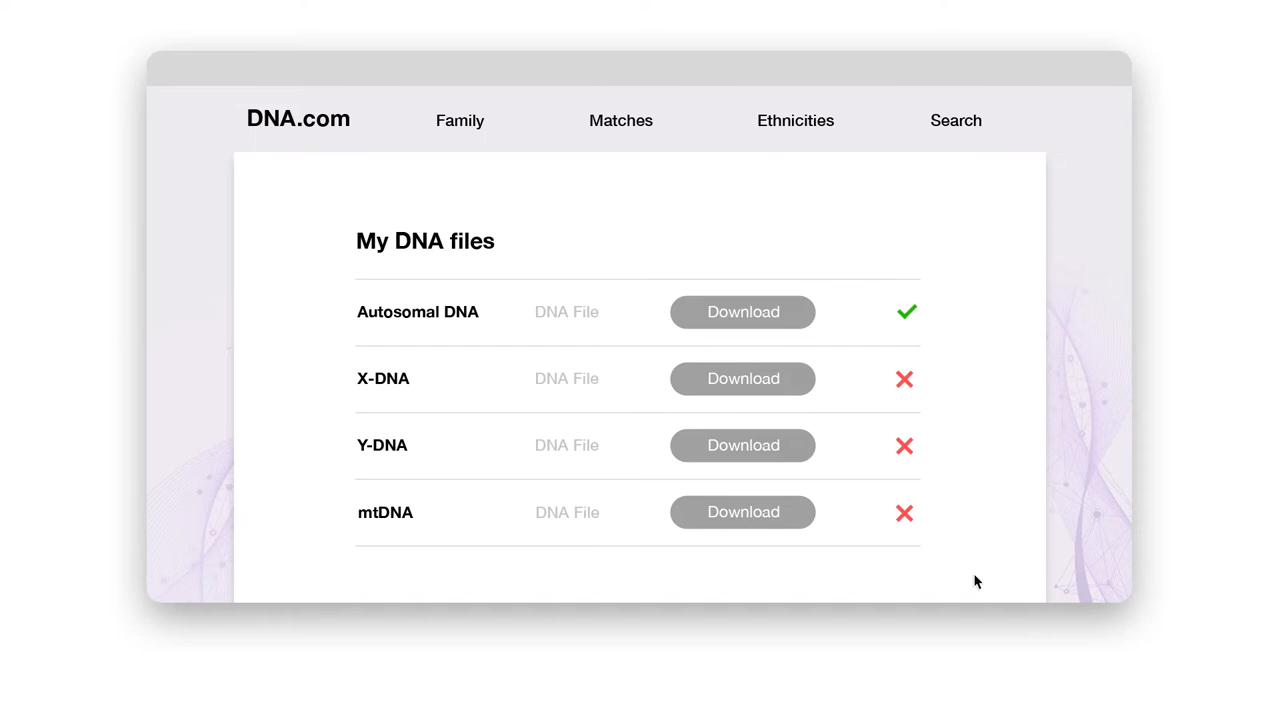 DNA.com Family Matches Ethnicities Search
My DNA files
Autosomal DNA DNA File Download
X-DNA DNA File Download
Y-DNA DNA File Download
mtDNA DNA File Download